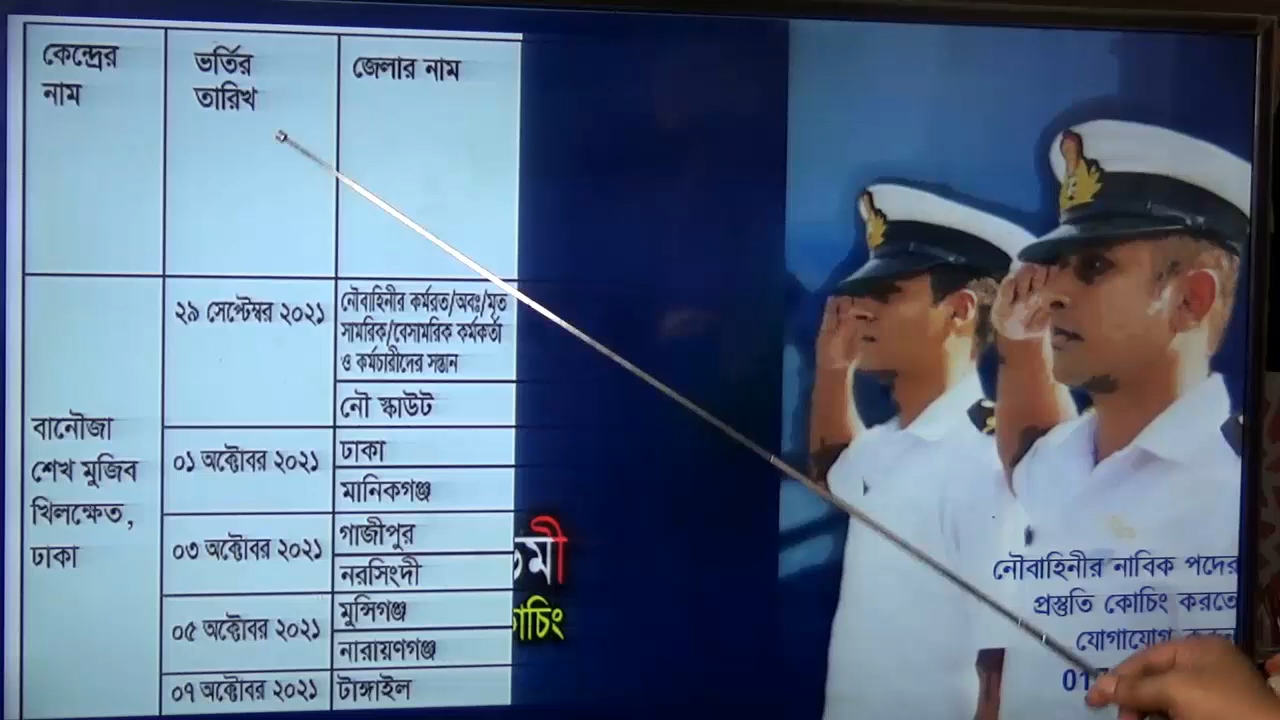 কেন্দ্রের
নাম
ভর্তির
তারিখ
জেলার নাম
২৯ সেপ্টেম্বর ২০২১
নৌবাহিনীর কর্মরত/অবঃ/মৃত
সামরিক/বেসামরিক কর্মকর্তা
ও কর্মচারীদের সন্তান
নৌ স্কাউট
বানৌজা
শেখ মুজিব
খিলক্ষেত,
ঢাকা
০১ অক্টোবর ২০২১
ঢাকা
মানিকগঞ্জ
০৩ অক্টোবর ২০২১
গাজীপুর
নরসিংদী
০৫ অক্টোবর ২০২১
মুন্সিগঞ্জ
নারায়ণগঞ্জ
০৭ অক্টোবর ২০২১
টাঙ্গাইল
নৌবাহিনীর নাবিক পদের
প্রস্তুতি কোচিং করতে
যোগাযোগ